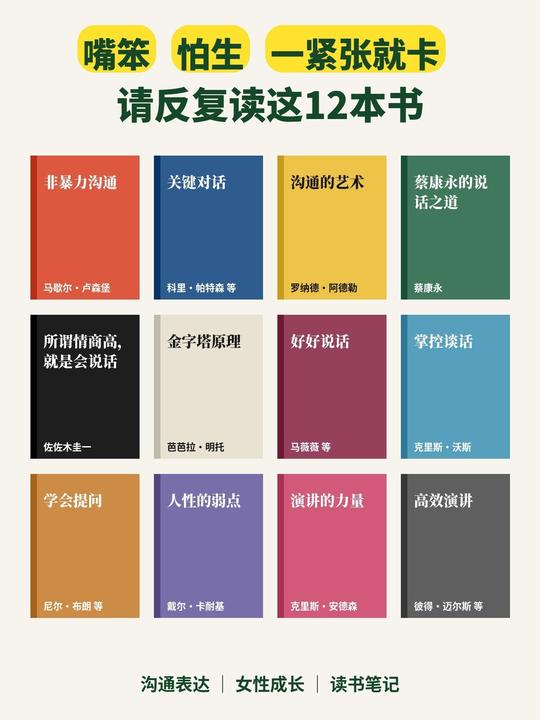 嘴笨 怕生 一紧张就卡
请反复读这12本书
非暴力沟通
马歇尔·卢森堡
关键对话
科里·帕特森 等
沟通的艺术
罗纳德·阿德勒
蔡康永的说
话之道
蔡康永
所谓情商高，
就是会说话
佐佐木圭一
金字塔原理
芭芭拉·明托
好好说话
马薇薇 等
掌控谈话
克里斯·沃斯
学会提问
尼尔·布朗 等
人性的弱点
戴尔·卡耐基
演讲的力量
克里斯·安德森
高效演讲
彼得·迈尔斯 等
沟通表达｜女性成长｜读书笔记